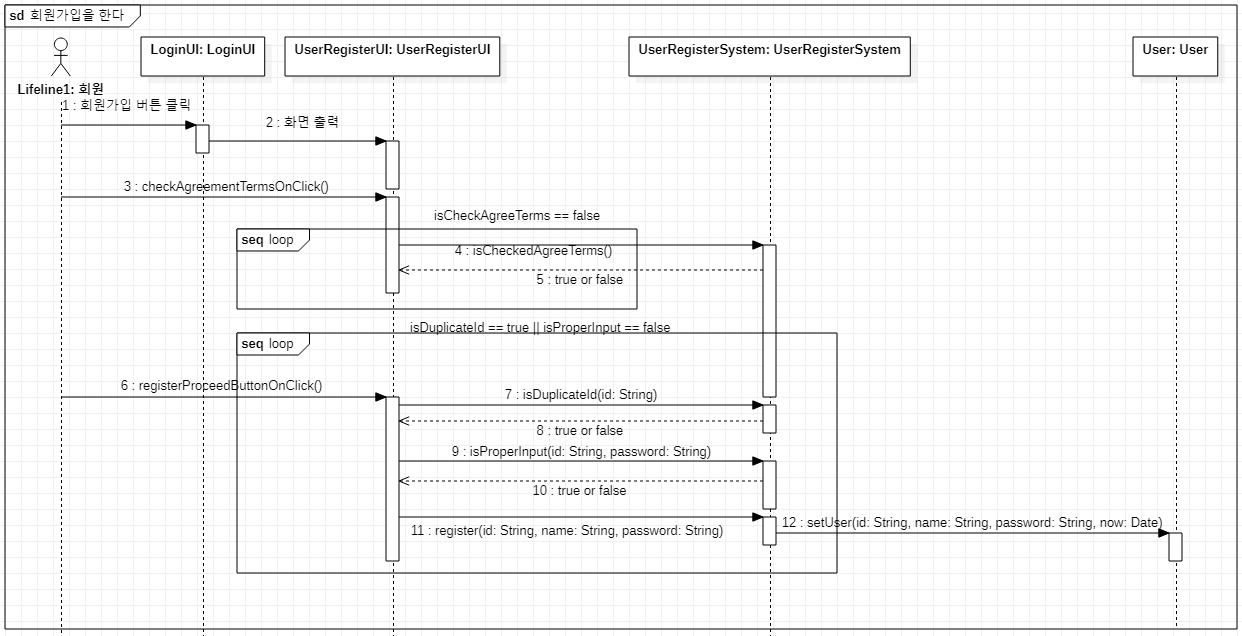 sd 회원가입을 한다
LoginUI: LoginUI
UserRegisterUI: UserRegisterUI
UserRegisterSystem: UserRegisterSystem
User: User
Lifeline1: 회원
1 : 회원가입 버튼 클릭
2 : 화면 출력
3 : checkAgreementTermsOnClick()
isCheckAgreeTerms == false
seq loop
4 : isCheckedAgreeTerms()
5 : true or false
isDuplicateId == true || isProperInput == false
seq loop
6 : registerProceedButtonOnClick()
7 : isDuplicateId(id: String)
8 : true or false
9 : isProperInput(id: String, password: String)
10 : true or false
11 : register(id: String, name: String, password: String)
12 : setUser(id: String, name: String, password: String, now: Date)